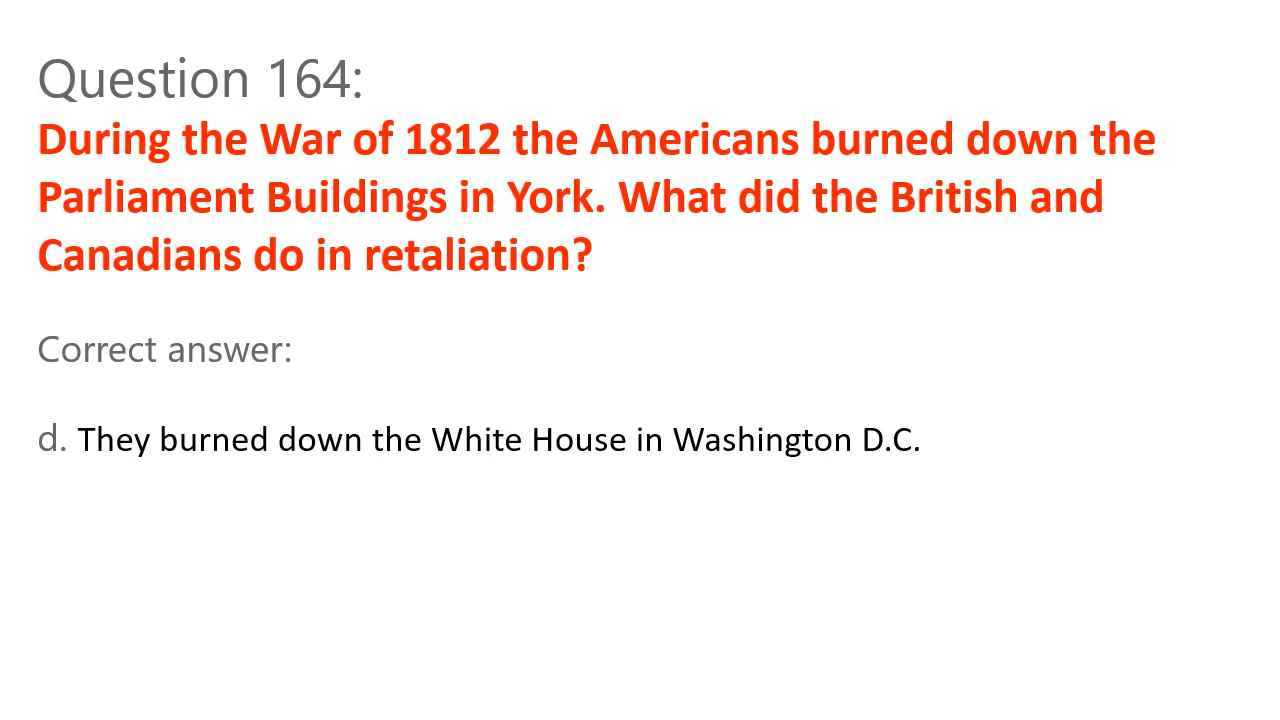 Question 164:
During the War of 1812 the Americans burned down the
Parliament Buildings in York. What did the British and
Canadians do in retaliation?
Correct answer:
d. They burned down the White House in Washington D.C.